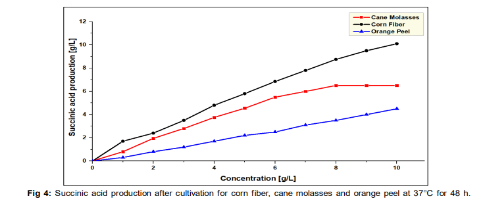 12
10
8
6
4
2
0
Succinic acid production [g/L]
Cane Molasses
Corn Fiber
Orange Peel
0 2 4 6 8 10
Concentration [g/L]
Fig 4: Succinic acid production after cultivation for corn fiber, cane molasses and orange peel at 37°C for 48 h.